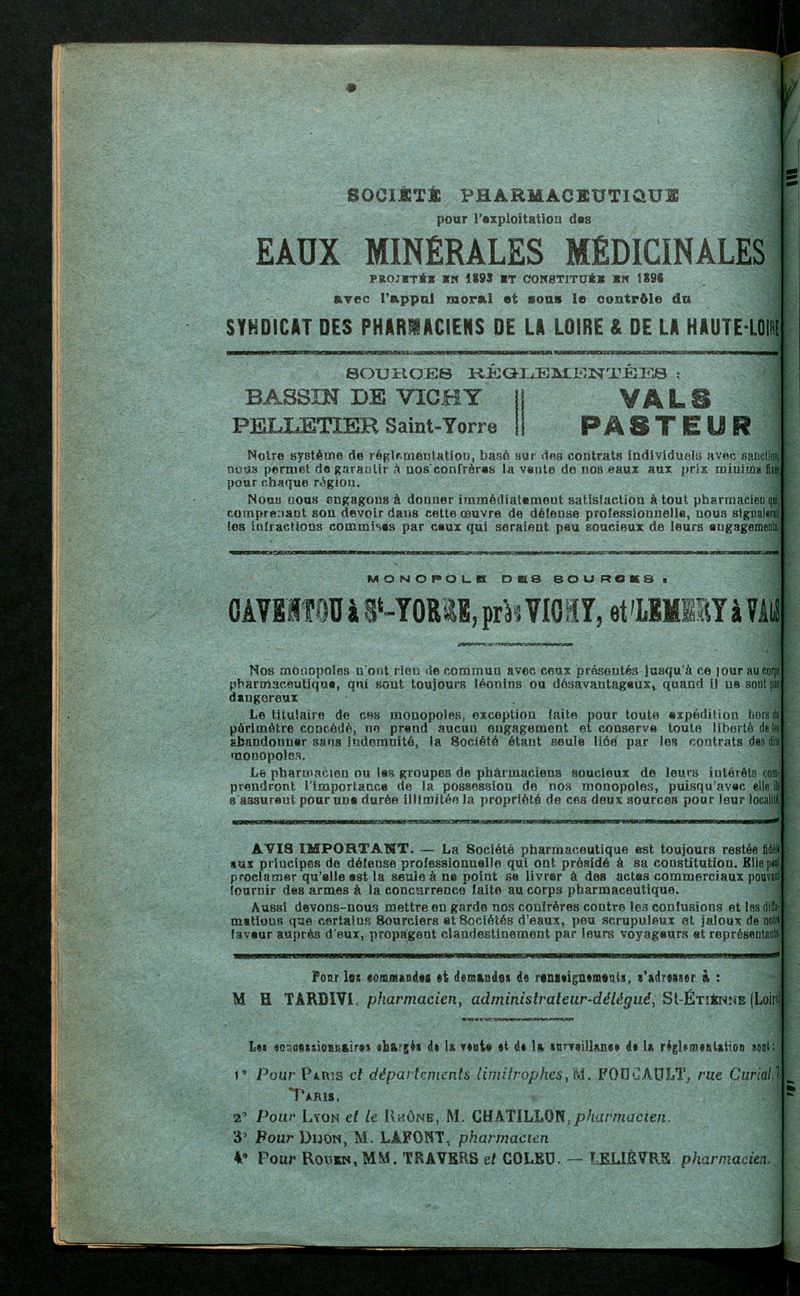 SOCIÉTÉ PHARMACEUTIQUE
pour l'exploitation des
EAUX MINÉRALES MÉDICINALES
PROJETÉE EN 1893 ET CONSTITUÉE EN 1896
avec l'appui moral et sous le contrôle du
SYNDICAT DES PHARMACIENS DE LA LOIRE & DE LA HAUTE-LOIRE
SOURCES RÉGLEMENTÉES :
BASSIN DE VICHY || VALS
PELLETIER Saint-Yorre || PASTEUR
Notre système de réglementation, basé sur des contrats individuels avec sanction,
nous permet de garantir à nos confrères la vente de nos eaux aux prix minima fixés
pour chaque région.
Nous nous engageons à donner immédiatement satisfaction à tout pharmacien qui,
comprenant son devoir dans cette œuvre de défense professionnelle, nous signalera
les infractions commises par ceux qui seraient peu soucieux de leurs engagements.
MONOPOLE DES SOURCES :
CAVENTOU à St-YORRE, près VICHY, et LEMERY à VALS
Nos monopoles n'ont rien de commun avec ceux présentés jusqu'à ce jour au corps
pharmaceutique, qui sont toujours léonins ou désavantageux, quand il ne sont pas
dangereux
Le titulaire de ces monopoles, exception faite pour toute expédition hors du
périmètre concédé, ne prend aucun engagement et conserve toute liberté de les
abandonner sans indemnité, la Société étant seule liée par les contrats des dits
monopoles.
Le pharmacien ou les groupes de pharmaciens soucieux de leurs intérêts com-
prendront l'importance de la possession de nos monopoles, puisqu'avec elle ils
s'assurent pour une durée illimitée la propriété de ces deux sources pour leur localité.
AVIS IMPORTANT. — La Société pharmaceutique est toujours restée fidèle
aux principes de défense professionnelle qui ont présidé à sa constitution. Elle peut
proclamer qu'elle est la seule à ne point se livrer à des actes commerciaux pouvant
fournir des armes à la concurrence faite au corps pharmaceutique.
Aussi devons-nous mettre en garde nos confrères contre les confusions et les diffa-
mations que certains Sourciers et Sociétés d'eaux, peu scrupuleux et jaloux de notre
faveur auprès d'eux, propagent clandestinement par leurs voyageurs et représentants.
Pour les commandes et demandes de renseignements, s'adresser à :
M H TARDIVI, pharmacien, administrateur-délégué, St-ÉTIENNE (Loire)
Les concessionnaires chargés de la vente et de la surveillance de la réglementation sont :
1° Pour PARIS et départements limitrophes, M. FOUCAULT, rue Curial,
PARIS.
2° Pour LYON et le RHÔNE, M. CHATILLON, pharmacien.
3° Pour DIJON, M. LAFONT, pharmacien
4° Pour ROUEN, MM. TRAVERS et COLEU. — LELIÈVRE, pharmacien.